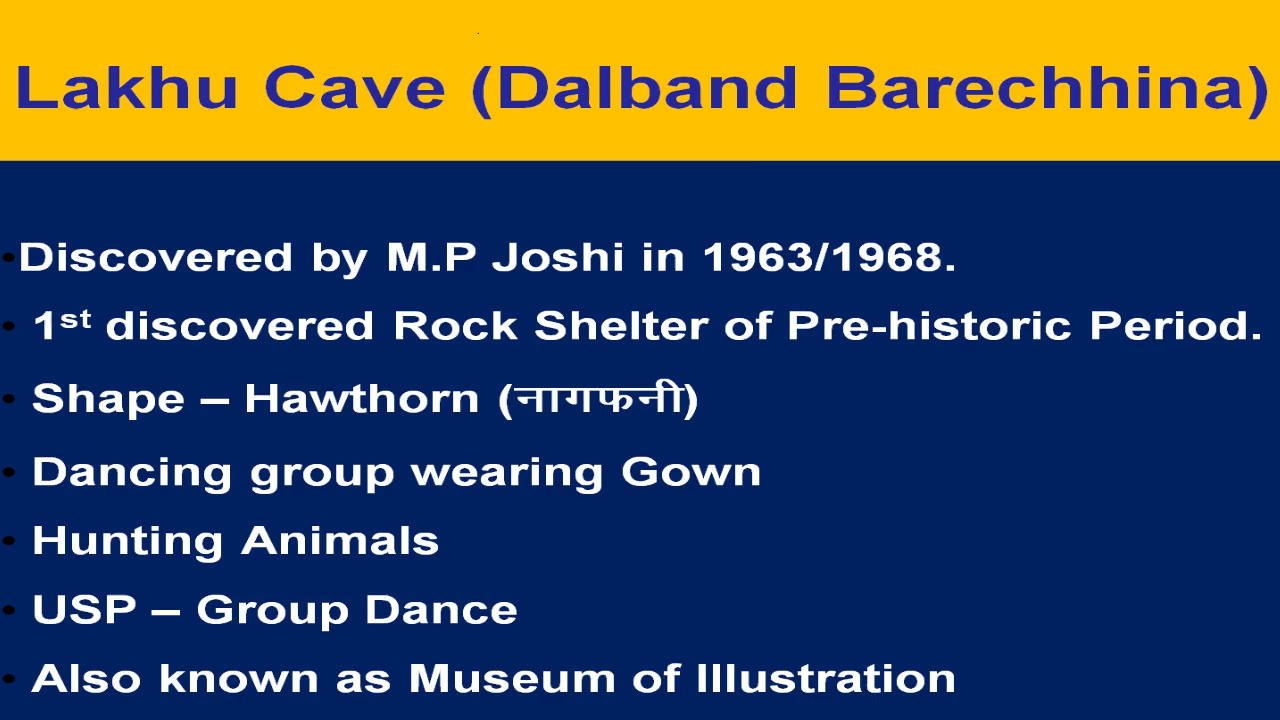 Lakhu Cave (Dalband Barechhina)
•Discovered by M.P Joshi in 1963/1968.
• 1st discovered Rock Shelter of Pre-historic Period.
• Shape – Hawthorn (नागफनी)
• Dancing group wearing Gown
• Hunting Animals
• USP – Group Dance
• Also known as Museum of Illustration